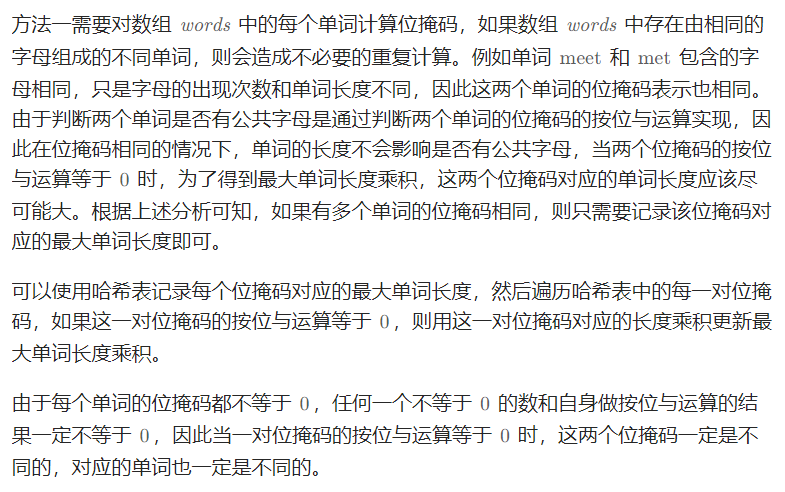 方法一需要对数组 words 中的每个单词计算位掩码，如果数组 words 中存在由相同的
字母组成的不同单词，则会造成不必要的重复计算。例如单词 meet 和 met 包含的字
母相同，只是字母的出现次数和单词长度不同，因此这两个单词的位掩码表示也相同。
由于判断两个单词是否有公共字母是通过判断两个单词的位掩码的按位与运算实现，因
此在位掩码相同的情况下，单词的长度不会影响是否有公共字母，当两个位掩码的按位
与运算等于 0 时，为了得到最大单词长度乘积，这两个位掩码对应的单词长度应该尽
可能大。根据上述分析可知，如果有多个单词的位掩码相同，则只需要记录该位掩码对
应的最大单词长度即可。
可以使用哈希表记录每个位掩码对应的最大单词长度，然后遍历哈希表中的每一对位掩
码，如果这一对位掩码的按位与运算等于 0，则用这一对位掩码对应的长度乘积更新最
大单词长度乘积。
由于每个单词的位掩码都不等于 0，任何一个不等于 0 的数和自身做按位与运算的结
果一定不等于 0，因此当一对位掩码的按位与运算等于 0 时，这两个位掩码一定是不
同的，对应的单词也一定是不同的。